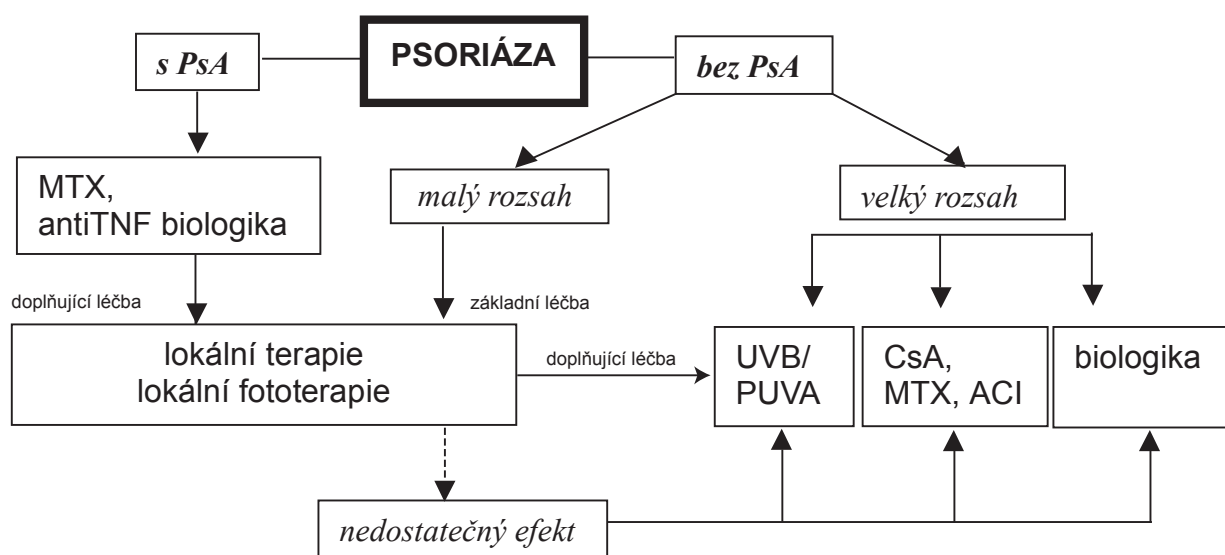 PSORIÁZA
s PsA
bez PsA
MTX,
antiTNF biologika
malý rozsah
velký rozsah
doplňující léčba
základní léčba
lokální terapie
lokální fototerapie
doplňující léčba
UVB/
PUVA
CsA,
MTX, ACI
biologika
nedostatečný efekt